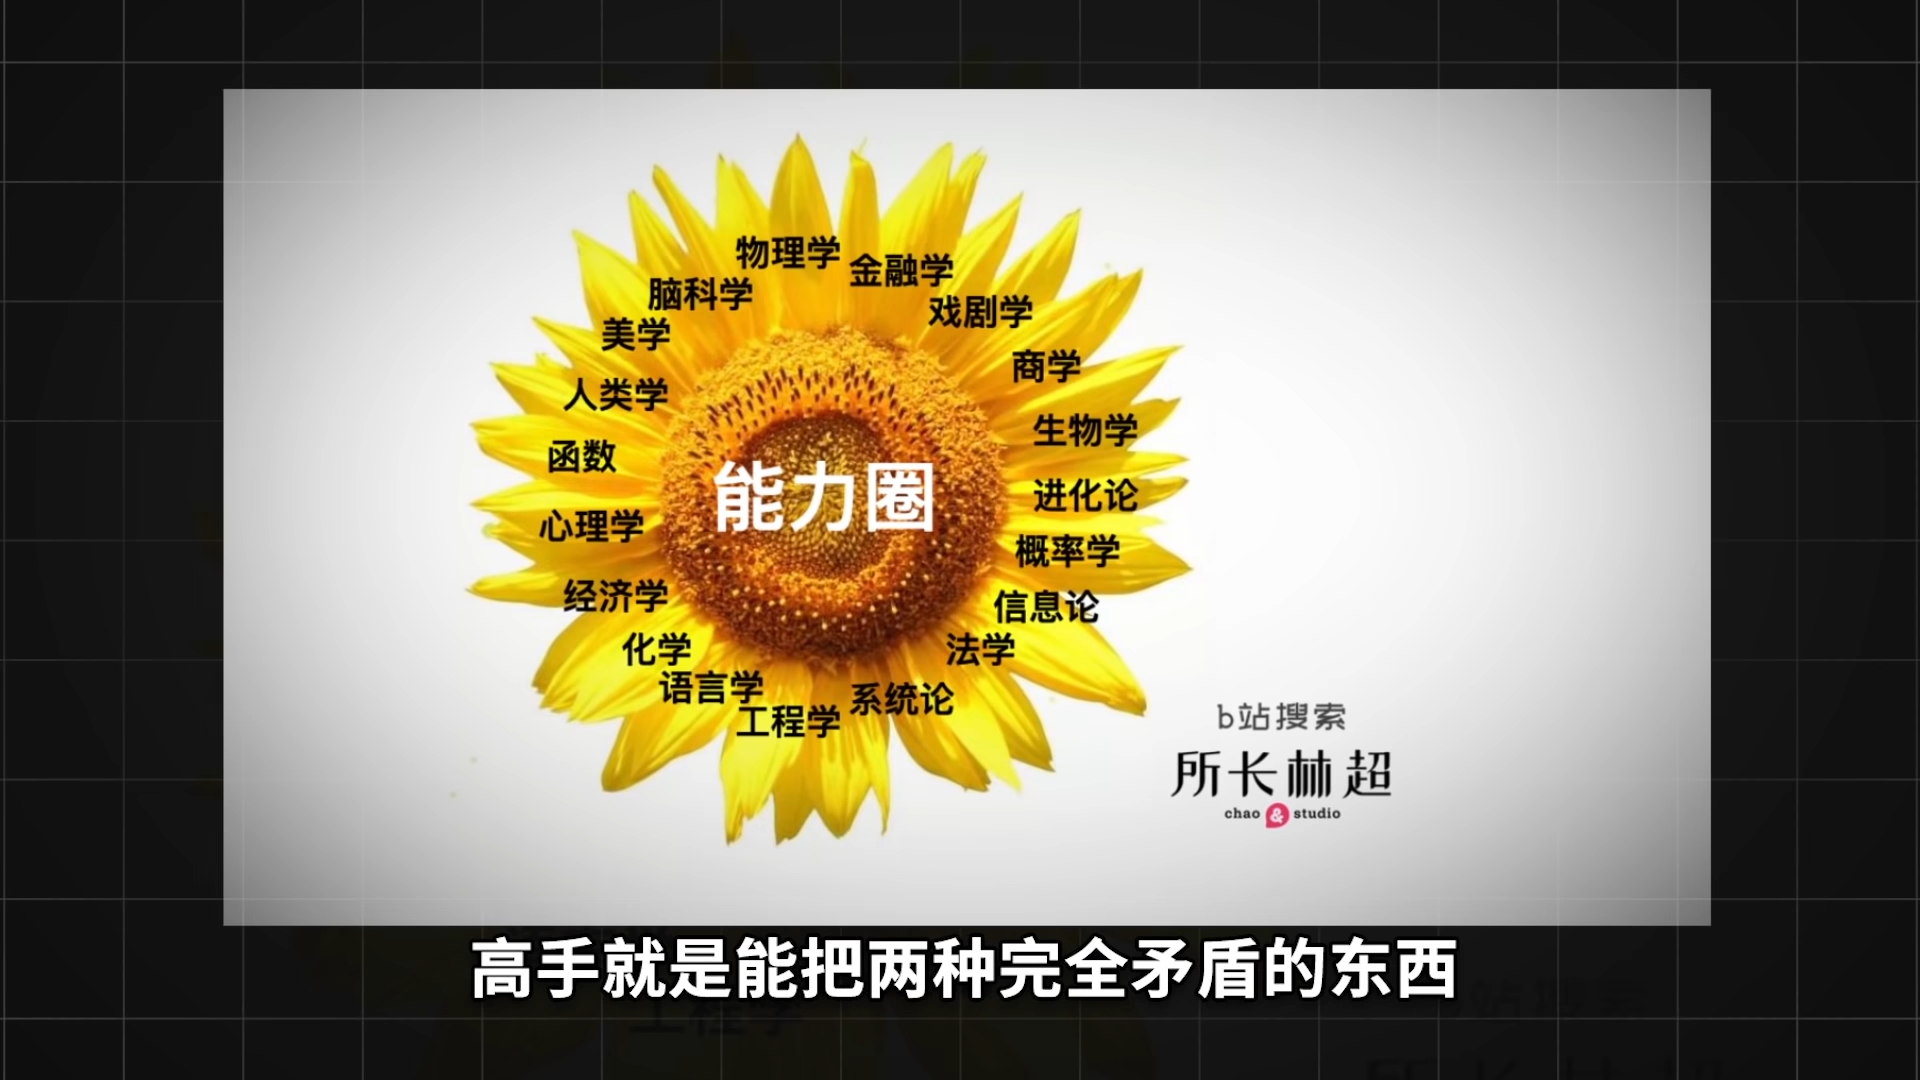 物理学
金融学
脑科学
戏剧学
美学
商学
人类学
生物学
函数
能力圈
进化论
心理学
概率学
经济学
信息论
化学
法学
语言学
系统论
工程学
b站搜索
所长林超
chao & studio
高手就是能把两种完全矛盾的东西